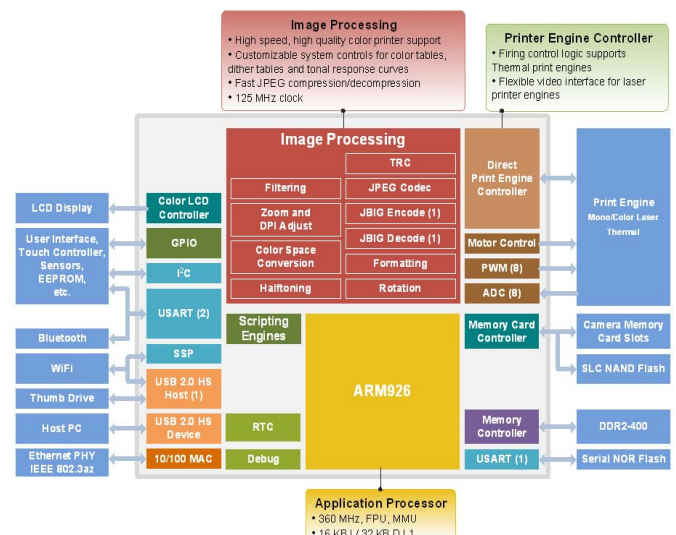 Image Processing
• High speed, high quality color printer support
• Customizable system controls for color tables,
dither tables and tonal response curves
• Fast JPEG compression/decompression
• 125 MHz clock
Printer Engine Controller
• Firing control logic supports
Thermal print engines
• Flexible video interface for laser
printer engines
Image Processing
TRC
Filtering
JPEG Codec
Zoom and
DPI Adjust
JBIG Encode (1)
JBIG Decode (1)
Color Space
Conversion
Formatting
Halftoning
Rotation
Direct
Print Engine
Controller
Motor Control
PWM (8)
ADC (8)
Print Engine
Mono/Color Laser
Thermal
LCD Display
Color LCD
Controller
User Interface,
Touch Controller,
Sensors,
EEPROM,
etc.
GPIO
I²C
USART (2)
Bluetooth
WiFi
SSP
Thumb Drive
USB 2.0 HS
Host (1)
Host PC
USB 2.0 HS
Device
Ethernet PHY
IEEE 802.3az
10/100 MAC
Scripting
Engines
RTC
Debug
ARM926
Memory Card
Controller
Camera Memory
Card Slots
SLC NAND Flash
Memory
Controller
DDR2-400
USART (1)
Serial NOR Flash
Application Processor
• 360 MHz, FPU, MMU
• 16 KB I / 32 KB D L1